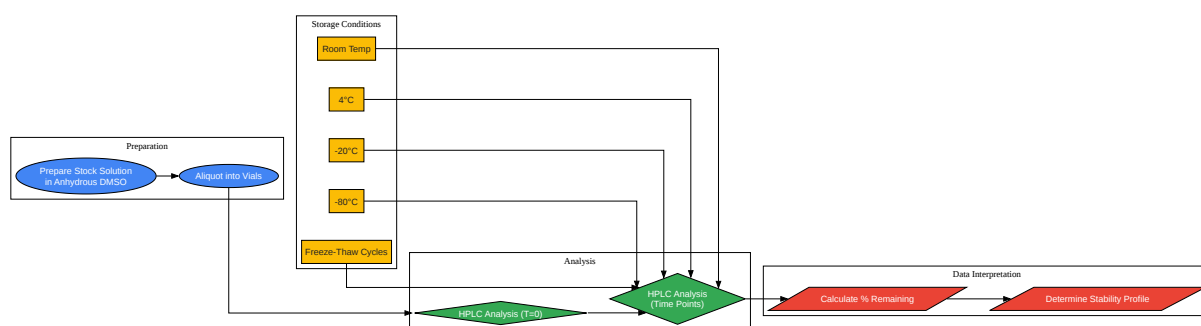 Storage Conditions
Room Temp
4°C
-20°C
-80°C
Freeze-Thaw Cycles
Preparation
Prepare Stock Solution
in Anhydrous DMSO
Aliquot into Vials
Analysis
HPLC Analysis (T=0)
HPLC Analysis
(Time Points)
Data Interpretation
Calculate % Remaining
Determine Stability Profile